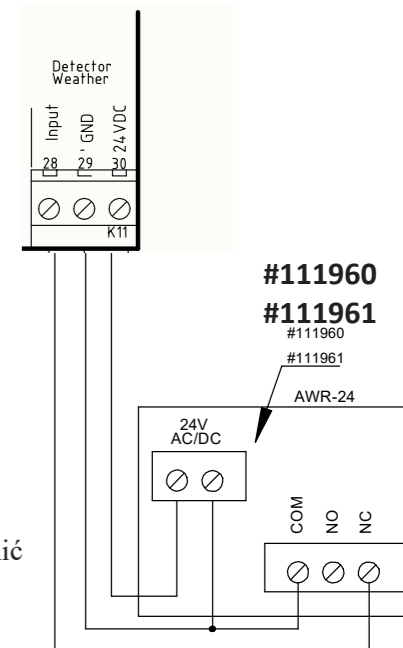 Detector
Weather
Input
GND
24VDC
28 29 30
K11
#111960
#111961
#111960
#111961
AWR-24
24V
AC/DC
COM
NO
NC
ić